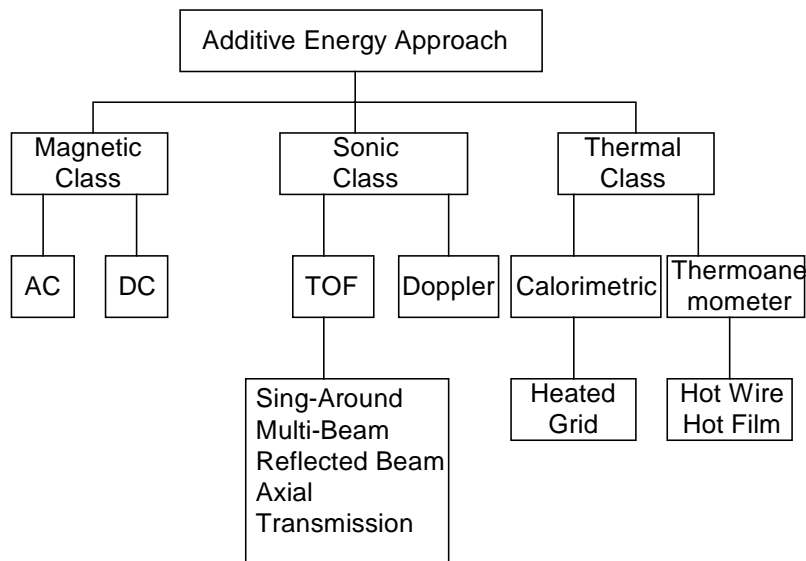 Additive Energy Approach
Magnetic
Class
Sonic
Class
Thermal
Class
AC
DC
TOF
Doppler
Calorimetric
Thermoane
mometer
Sing-Around
Multi-Beam
Reflected Beam
Axial
Transmission
Heated
Grid
Hot Wire
Hot Film